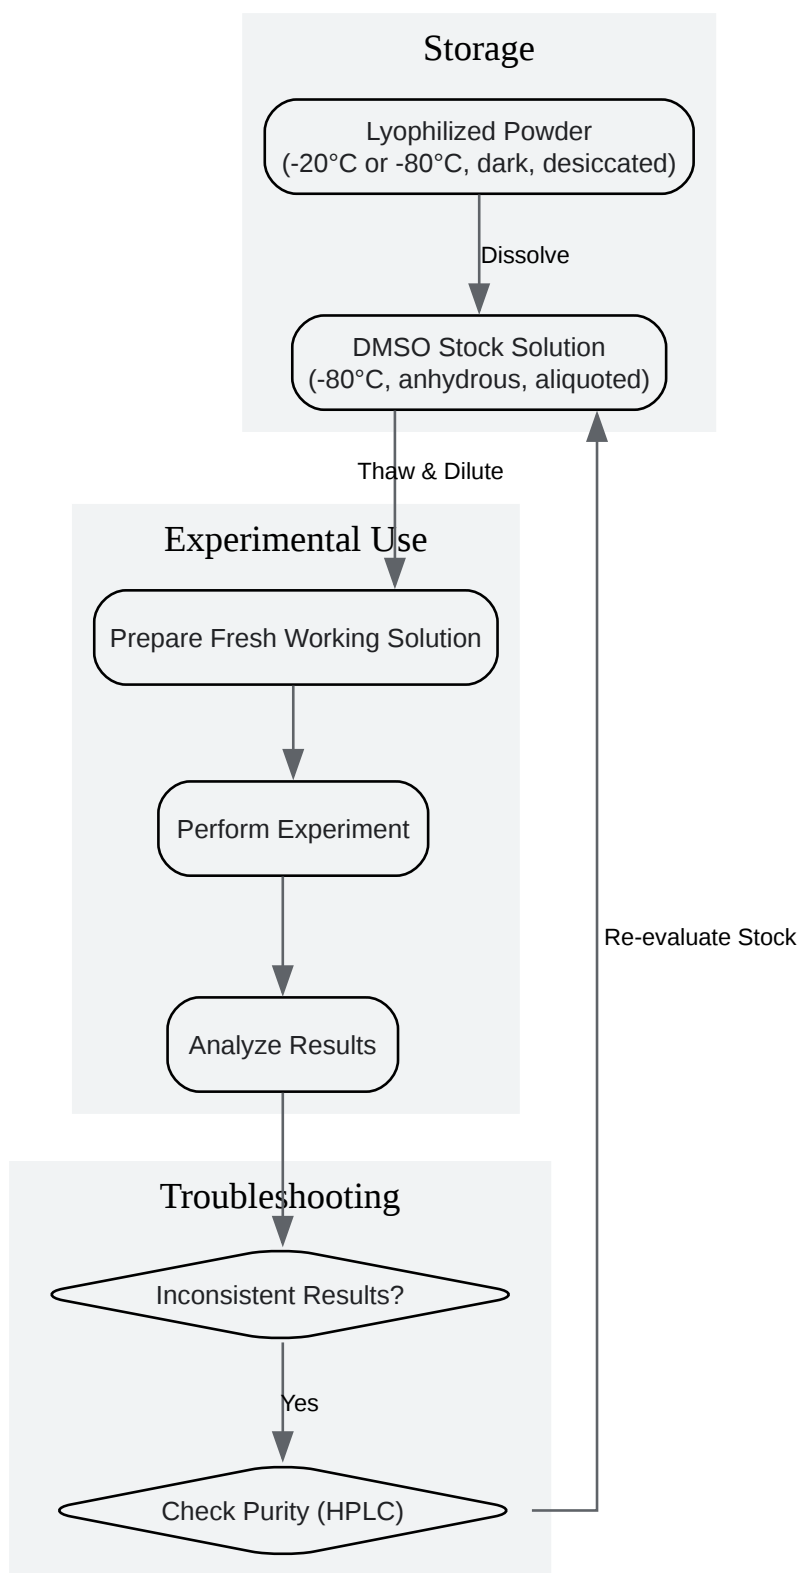 Storage
Lyophilized Powder
(-20°C or -80°C, dark, desiccated)
Dissolve
DMSO Stock Solution
(-80°C, anhydrous, aliquoted)
Thaw & Dilute
Experimental Use
Prepare Fresh Working Solution
Perform Experiment
Re-evaluate Stock
Analyze Results
Troubleshooting
Inconsistent Results?
Yes
Check Purity (HPLC)